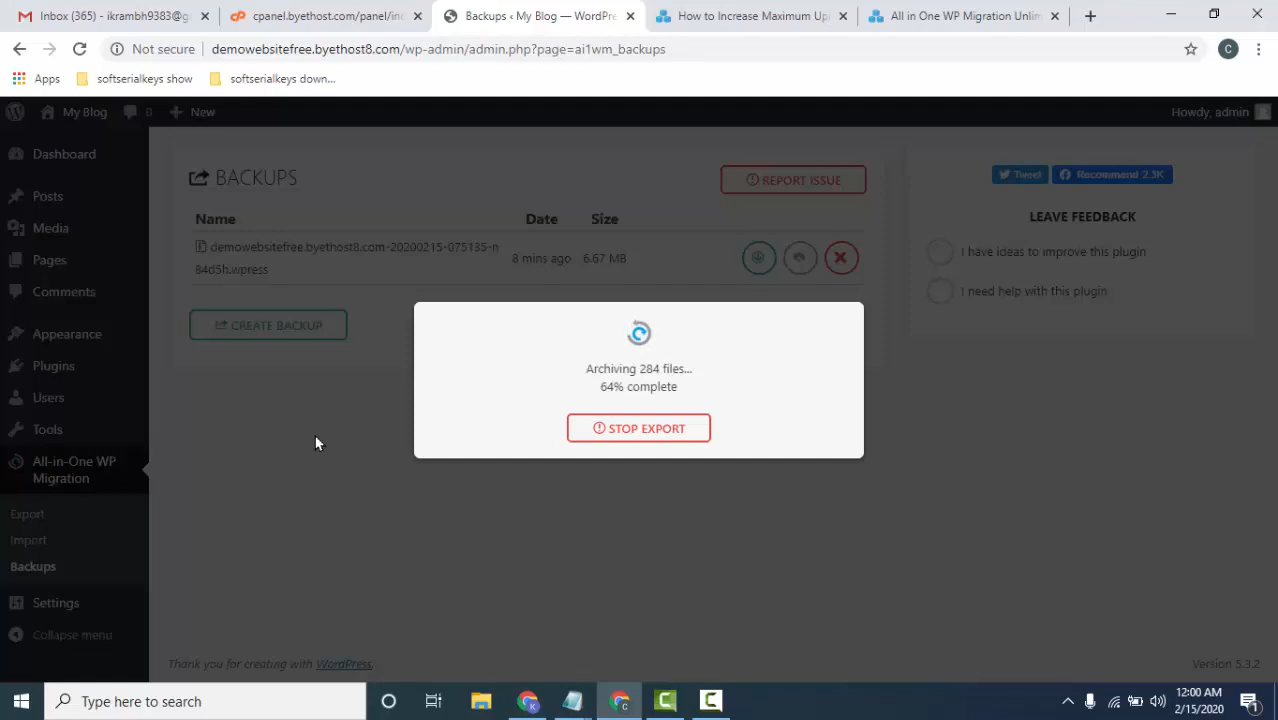 Inbox (365) - ikrambh9383@g
cpanel.byethost.com/panel/in
Backups ‹ My Blog — WordPre
How to Increase Maximum Up
All in One WP Migration Unlim
Not secure
demowebsitefree.byethost8.com/wp-admin/admin.php?page=ai1wm_backups
C
Apps
softserialkeys show
softserialkeys down...
My Blog
0
New
Howdy, admin
Dashboard
Posts
Media
Pages
Comments
Appearance
Plugins
Users
Tools
All-in-One WP
Migration
Export
Import
Backups
Settings
Collapse menu
BACKUPS
REPORT ISSUE
Name
Date
Size
demowebsitefree.byethost8.com-20200215-075135-n
84d5h.wpress
8 mins ago
6.67 MB
CREATE BACKUP
Tweet
Recommend 2.3K
LEAVE FEEDBACK
I have ideas to improve this plugin
I need help with this plugin
Archiving 284 files...
64% complete
STOP EXPORT
Thank you for creating with WordPress.
Version 5.3.2
Type here to search
12:00 AM
2/15/2020
1